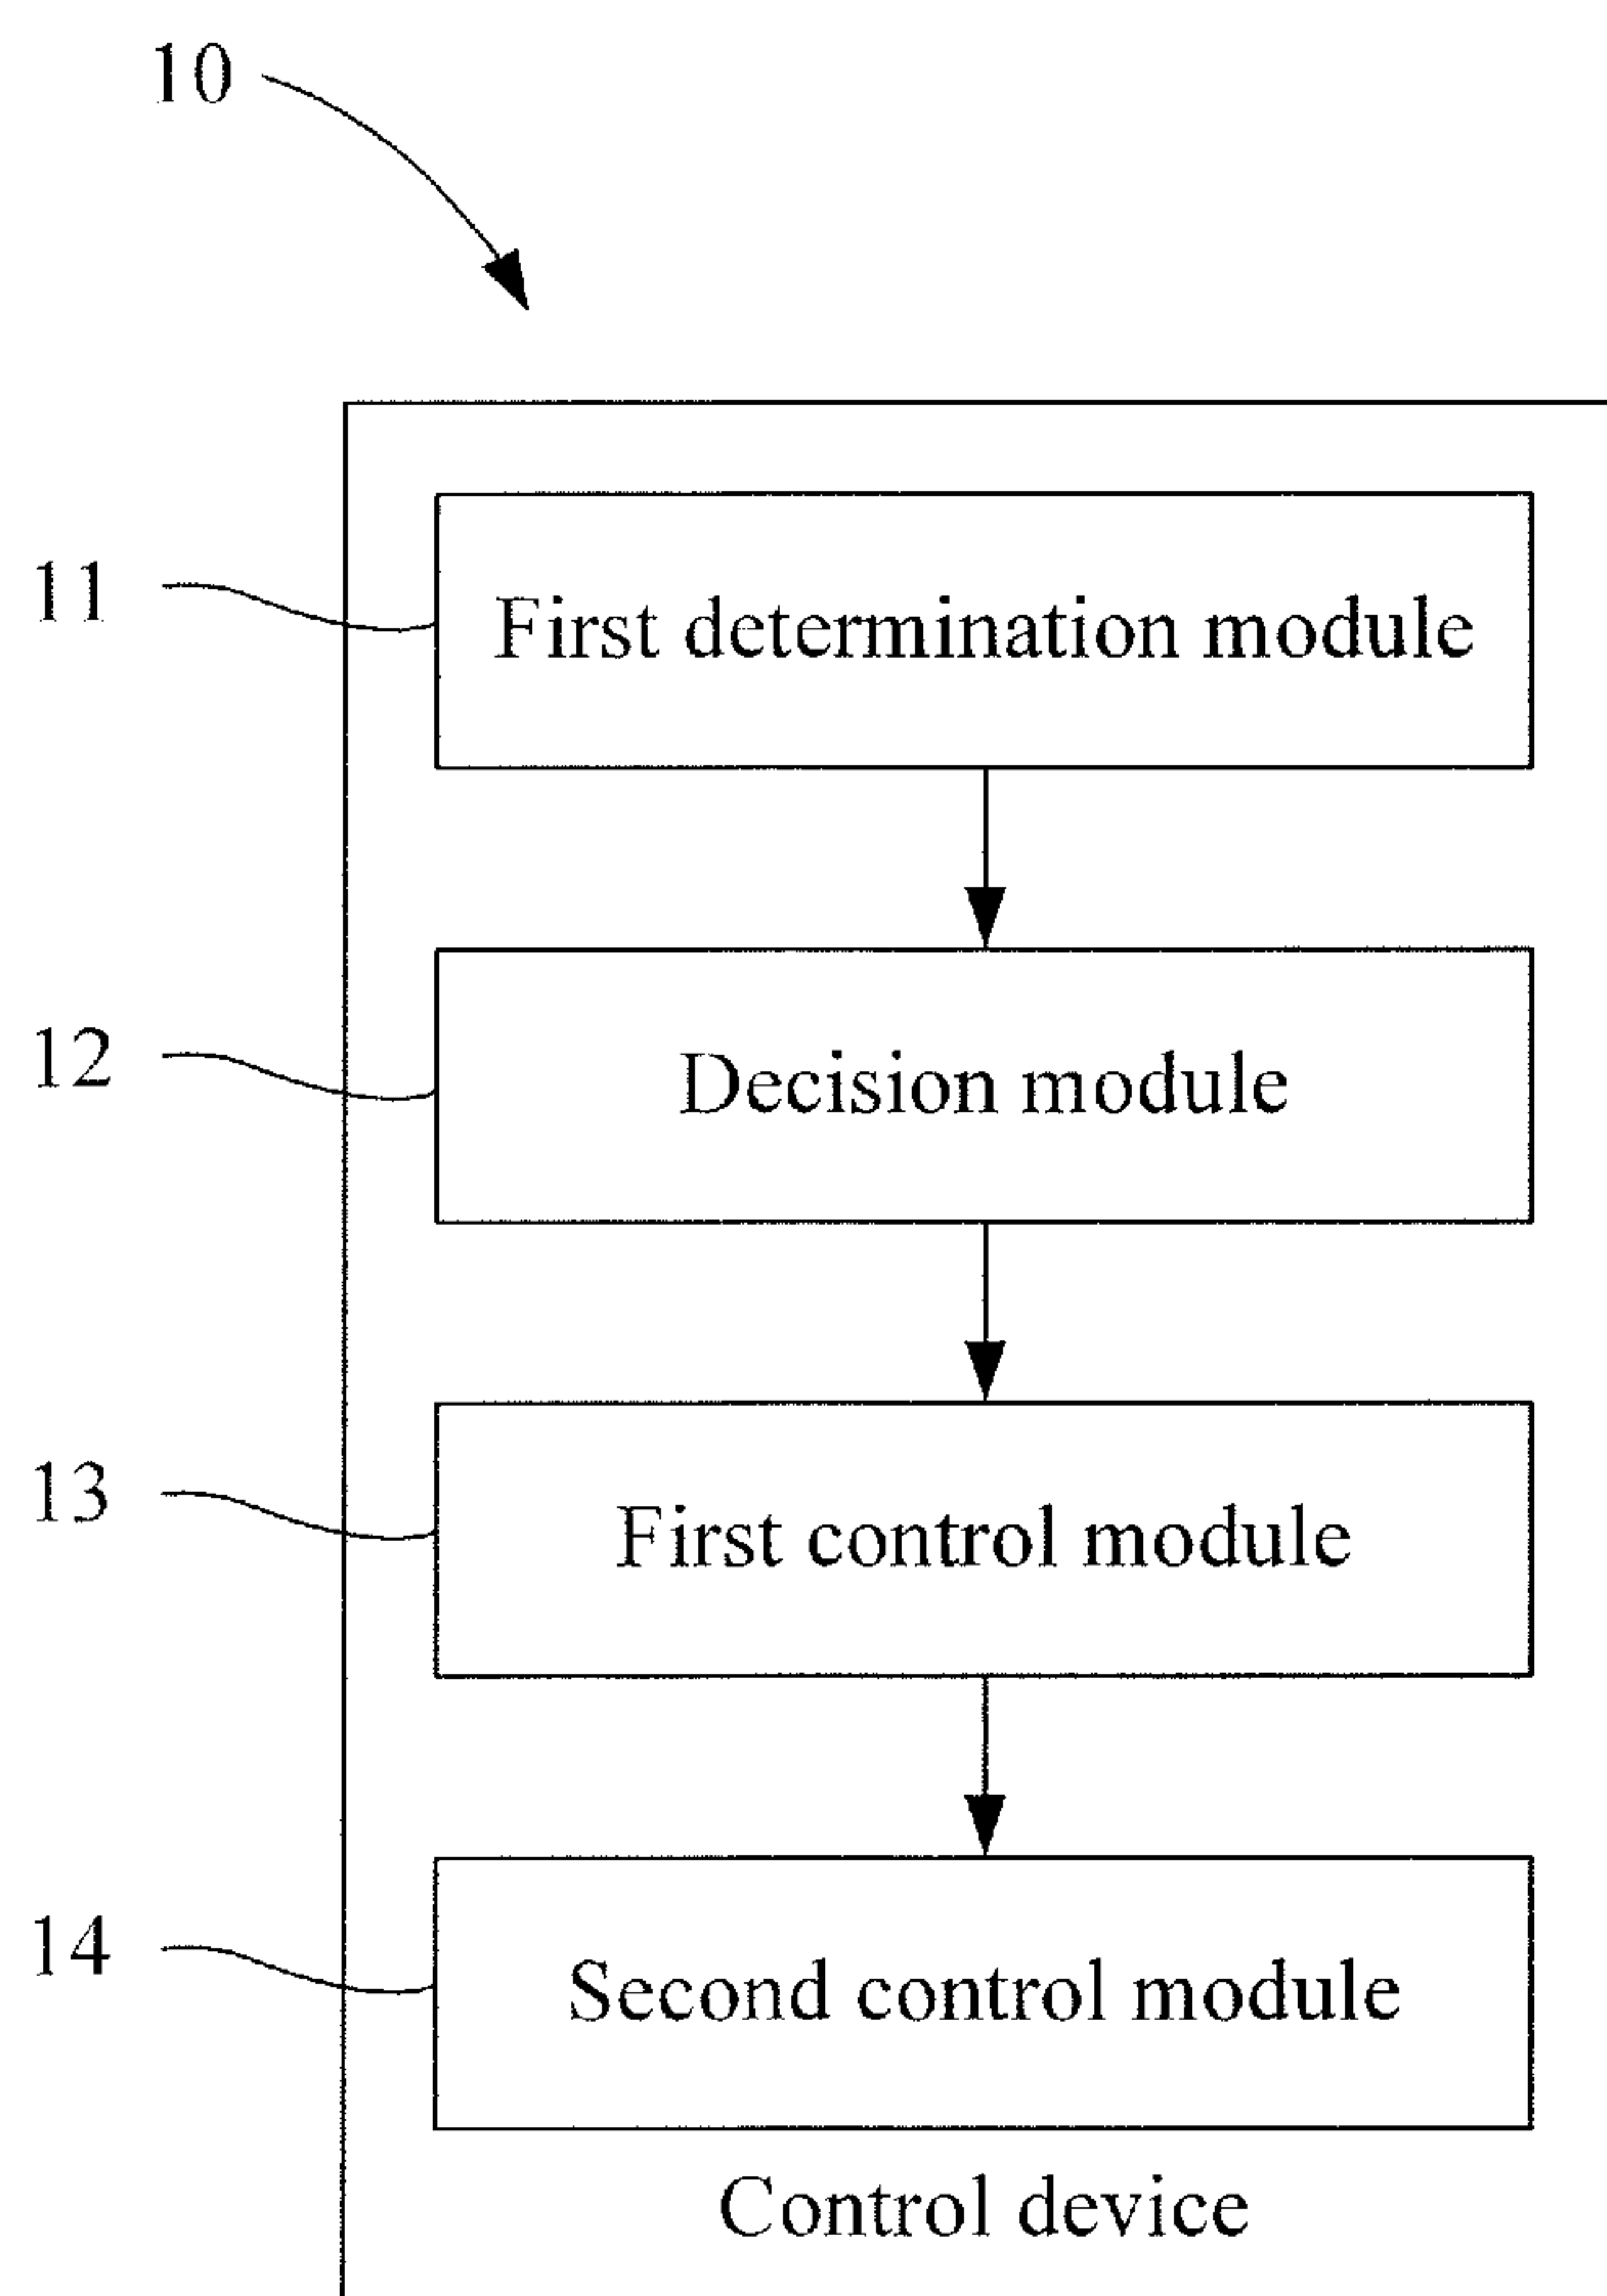 10
11
First determination module
12
Decision module
13
First control module
14
Second control module
Control device